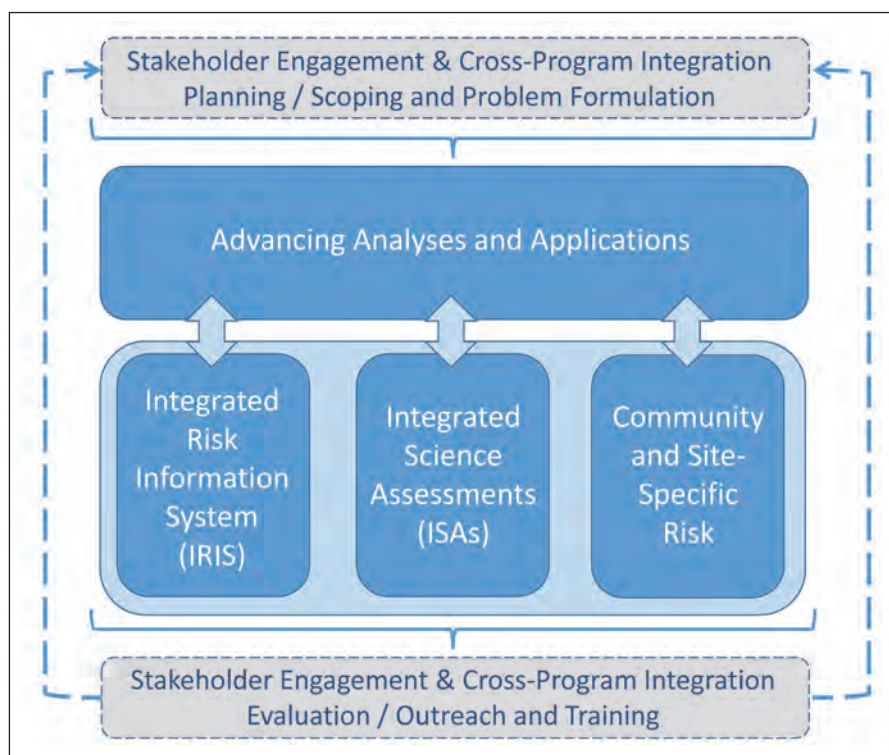 Stakeholder Engagement & Cross-Program Integration
Planning / Scoping and Problem Formulation
Advancing Analyses and Applications
Integrated
Risk
Information
System
(IRIS)
Integrated
Science
Assessments
(ISAs)
Community
and Site-
Specific
Risk
Stakeholder Engagement & Cross-Program Integration
Evaluation / Outreach and Training